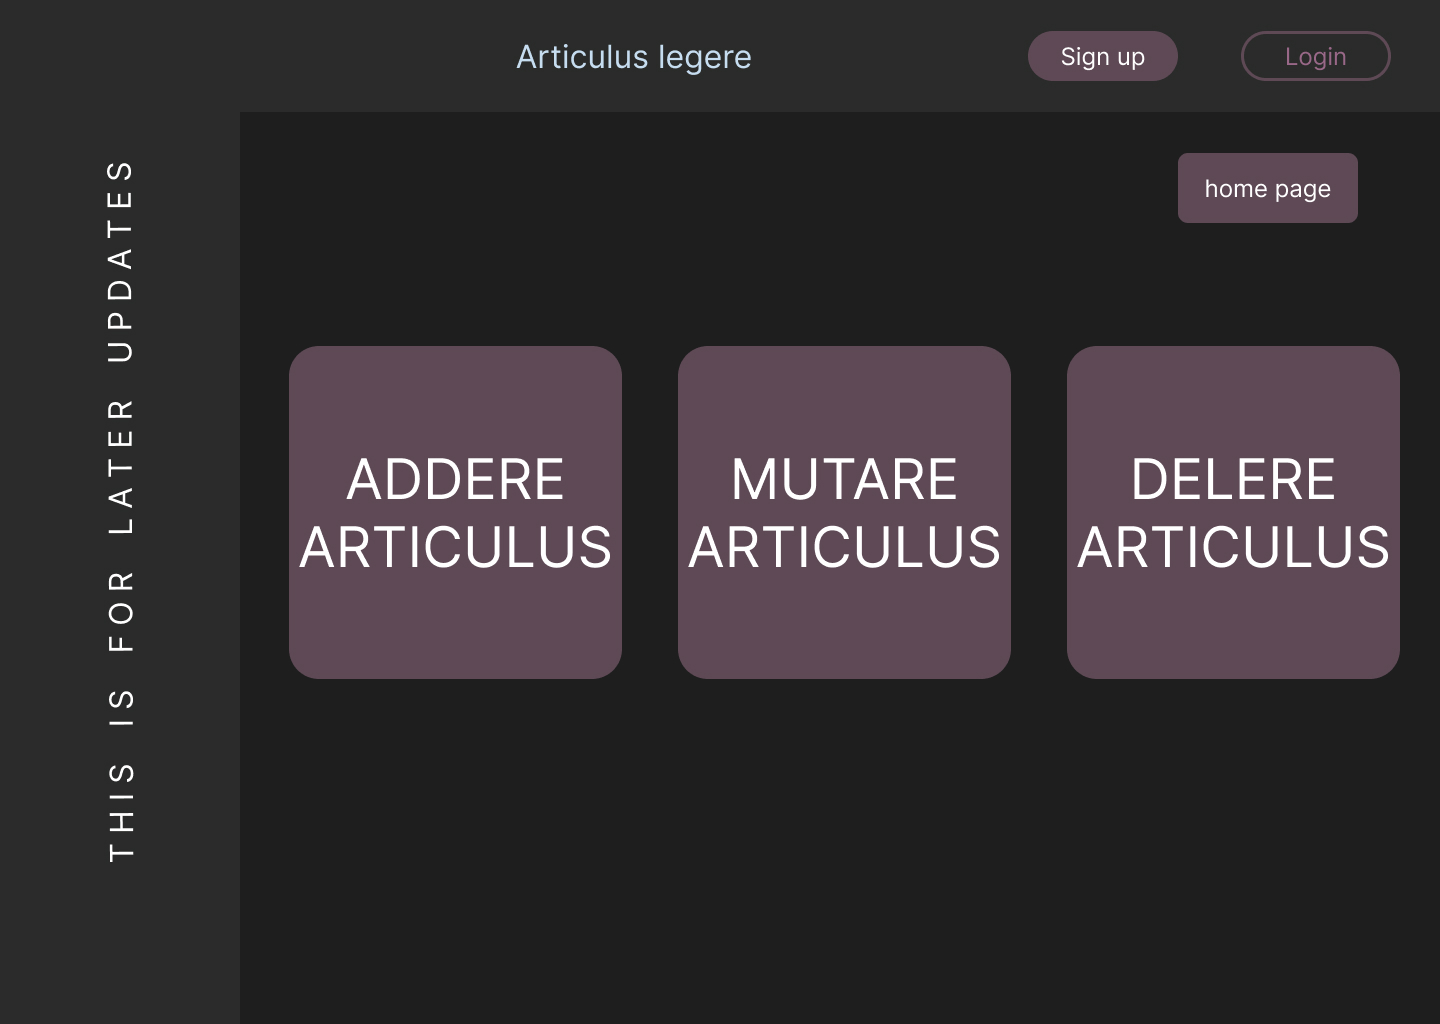 Articulus legere
Sign up
Login
THIS IS FOR LATER UPDATES
home page
ADDERE
ARTICULUS
MUTARE
ARTICULUS
DELERE
ARTICULUS